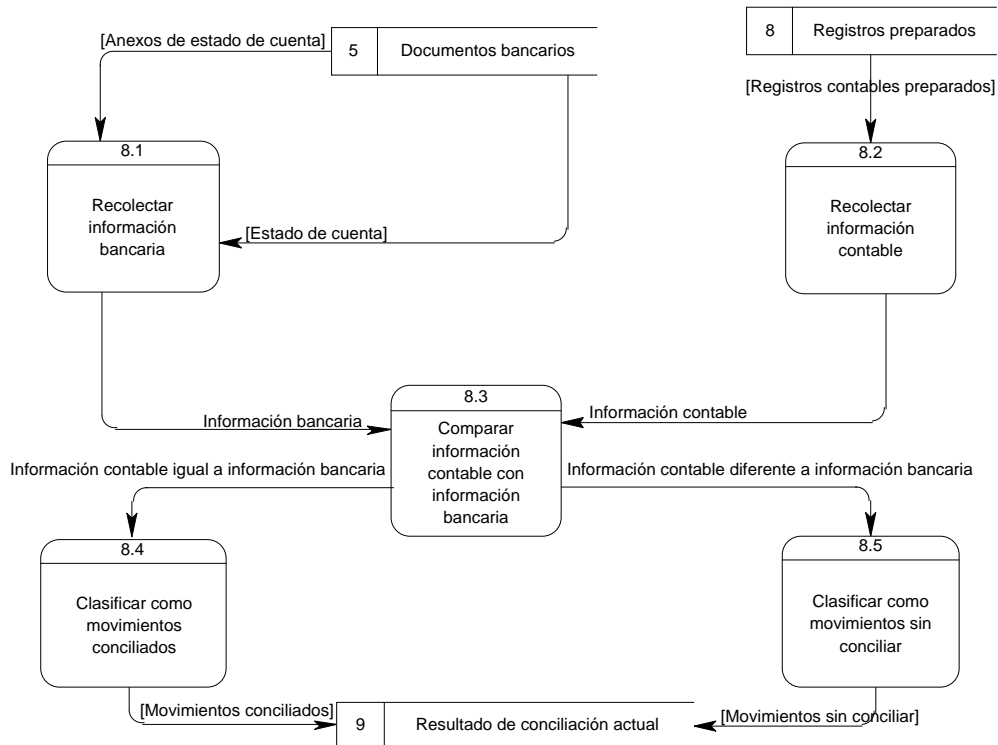 [Anexos de estado de cuenta]
5 Documentos bancarios
8 Registros preparados
[Registros contables preparados]
8.1
Recolectar
información
bancaria
[Estado de cuenta]
8.2
Recolectar
información
contable
8.3
Comparar
información
contable con
información
bancaria
Información bancaria
Información contable
Información contable igual a información bancaria
Información contable diferente a información bancaria
8.4
Clasificar como
movimientos
conciliados
8.5
Clasificar como
movimientos sin
conciliar
[Movimientos conciliados]
9 Resultado de conciliación actual
[Movimientos sin conciliar]